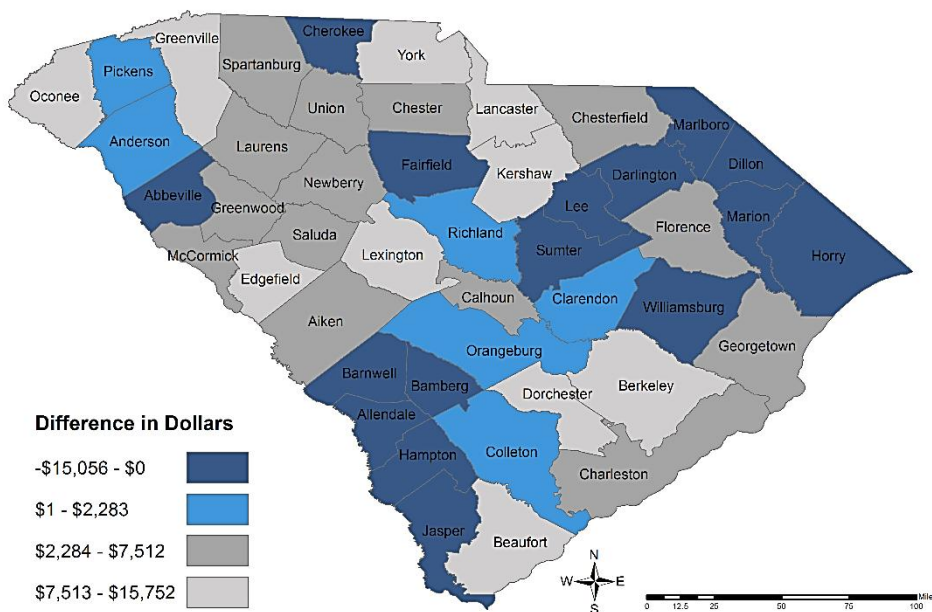 Cherokee
Greenville
York
Spartanburg
Pickens
Oconee
Union
Chester
Lancaster
Chesterfield
Marlboro
Anderson
Laurens
Fairfield
Kershaw
Darlington
Dillon
Newberry
Abbeville
Greenwood
Lee
Florence
Marion
Saluda
Richland
McCormick
Lexington
Sumter
Horry
Edgefield
Calhoun
Clarendon
Williamsburg
Aiken
Georgetown
Orangeburg
Barnwell
Bamberg
Dorchester
Berkeley
Allendale
Difference in Dollars
Hampton
Colleton
-$15,056 - $0
Charleston
$1 - $2,283
Jasper
Beaufort
$2,284 - $7,512
N
W E
S
$7,513 - $15,752
Mile
0 12.5 25 50 75 100